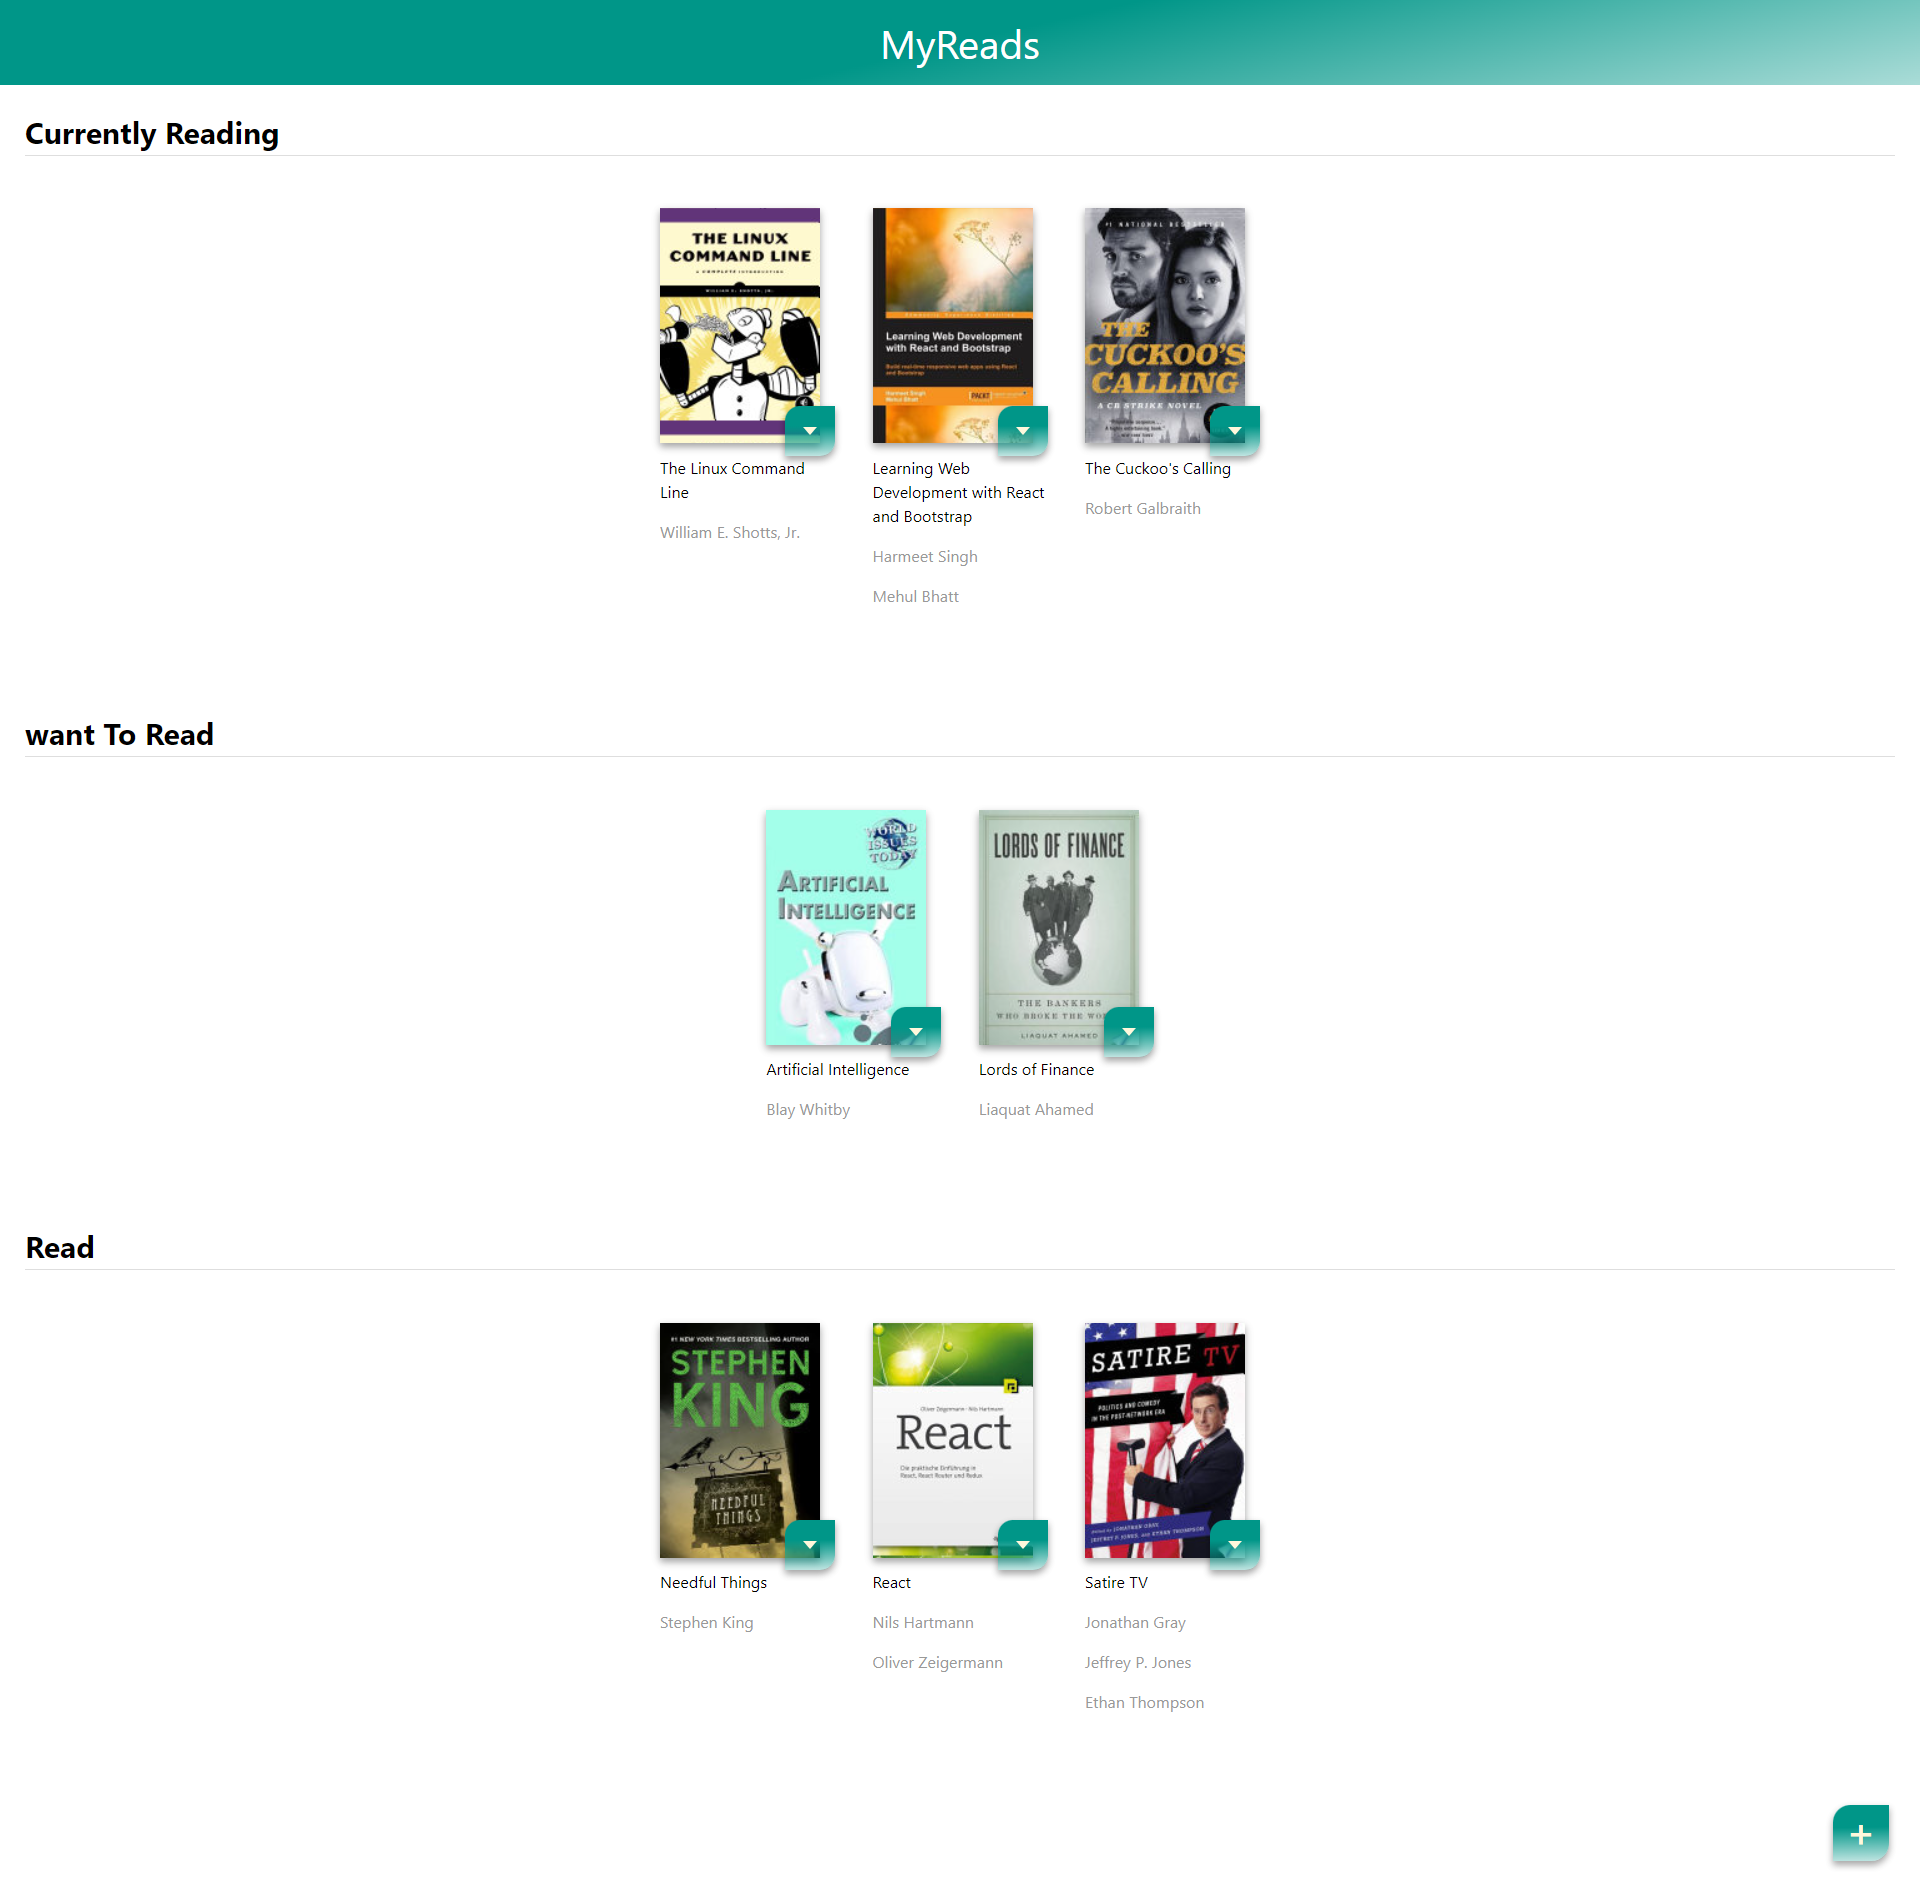 MyReads
Currently Reading
THE LINUX
COMMAND LINE
A COMPLETE INTRODUCTION
WILLIAM E. SHOTTS, JR.
The Linux Command
Line
William E. Shotts, Jr.
Learning Web Development
with React and Bootstrap
Build real-time responsive web apps using React
and Bootstrap
Harmeet Singh
Mehul Bhatt
PACKT
Learning Web
Development with React
and Bootstrap
Harmeet Singh
Mehul Bhatt
#1 NATIONAL BESTSELLER
THE
CUCKOO'S
CALLING
A CB STRIKE NOVEL
The Cuckoo's Calling
Robert Galbraith
want To Read
WORLD
ISSUES
TODAY
ARTIFICIAL
INTELLIGENCE
Artificial Intelligence
Blay Whitby
LORDS OF FINANCE
THE BANKERS
WHO BROKE THE
LIAQUAT AHAMED
Lords of Finance
Liaquat Ahamed
Read
#1 NEW YORK TIMES BESTSELLING AUTHOR
STEPHEN
KING
NEEDFUL
THINGS
Needful Things
Stephen King
Oliver Zeigermann · Nils Hartmann
React
Die praktische Einführung in
React, React Router und Redux
React
Nils Hartmann
Oliver Zeigermann
SATIRE TV
POLITICS AND COMEDY
IN THE POST-NETWORK ERA
Edited by JONATHAN GRAY,
JEFFREY P. JONES, and ETHAN THOMPSON
Satire TV
Jonathan Gray
Jeffrey P. Jones
Ethan Thompson
+